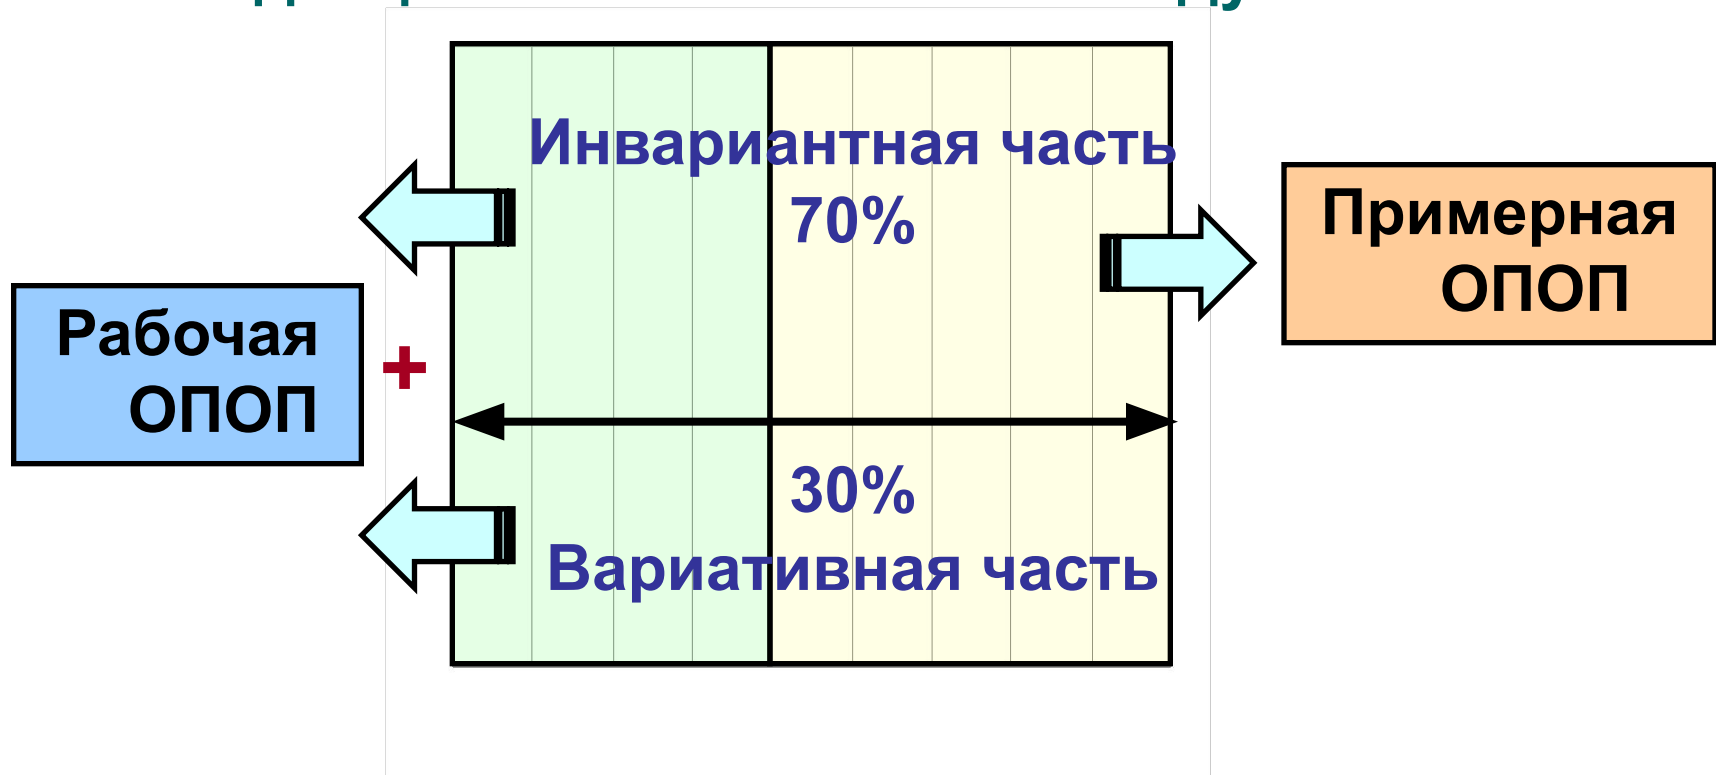 Инвариантная часть
70%
Примерная
ОПОП
Рабочая
ОПОП
+
30%
Вариативная часть